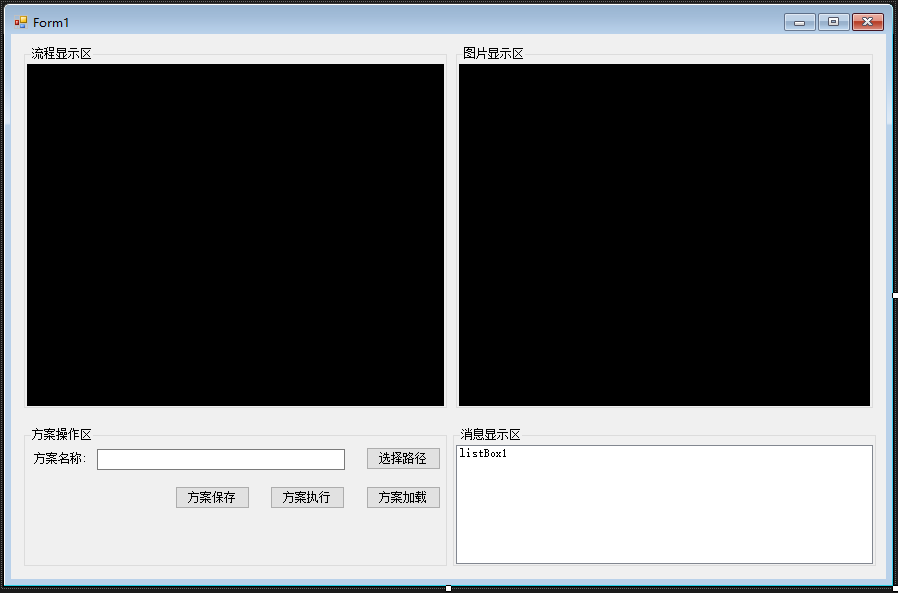 Form1
流程显示区
图片显示区
方案操作区
方案名称:
选择路径
方案保存
方案执行
方案加载
消息显示区
listBox1